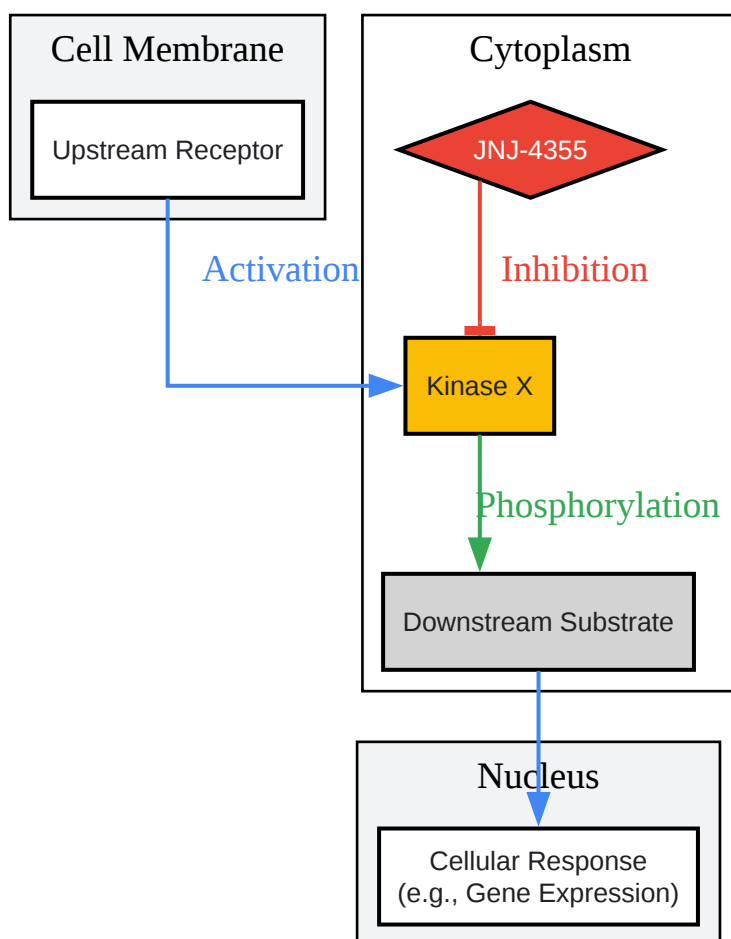 Cell Membrane
Cytoplasm
Upstream Receptor
JNJ-4355
Activation
Inhibition
Kinase X
Phosphorylation
Downstream Substrate
Nucleus
Cellular Response
(e.g., Gene Expression)